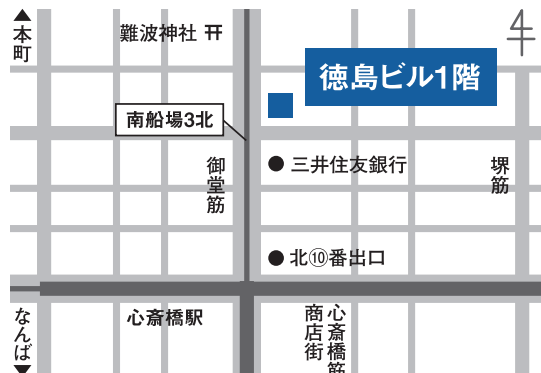 ▲本町
難波神社
徳島ビル1階
南船場3北
御堂筋
● 三井住友銀行
堺筋
● 北⑩番出口
心斎橋駅
心斎橋筋
商店街
なんば▼